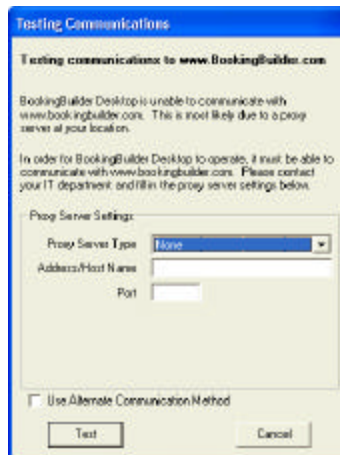 Testing Communications
Testing communications to www.BookingBuilder.com
BookingBuilder Desktop is unable to communicate with
www.bookingbuilder.com. This is most likely due to a proxy
server at your location.
In order for BookingBuilder Desktop to operate, it must be able to
communicate with www.bookingbuilder.com. Please contact
your IT department and fill in the proxy server settings below.
Proxy Server Settings
Proxy Server Type
None
Address/Host Name
Port
Use Alternate Communication Method
Test
Cancel